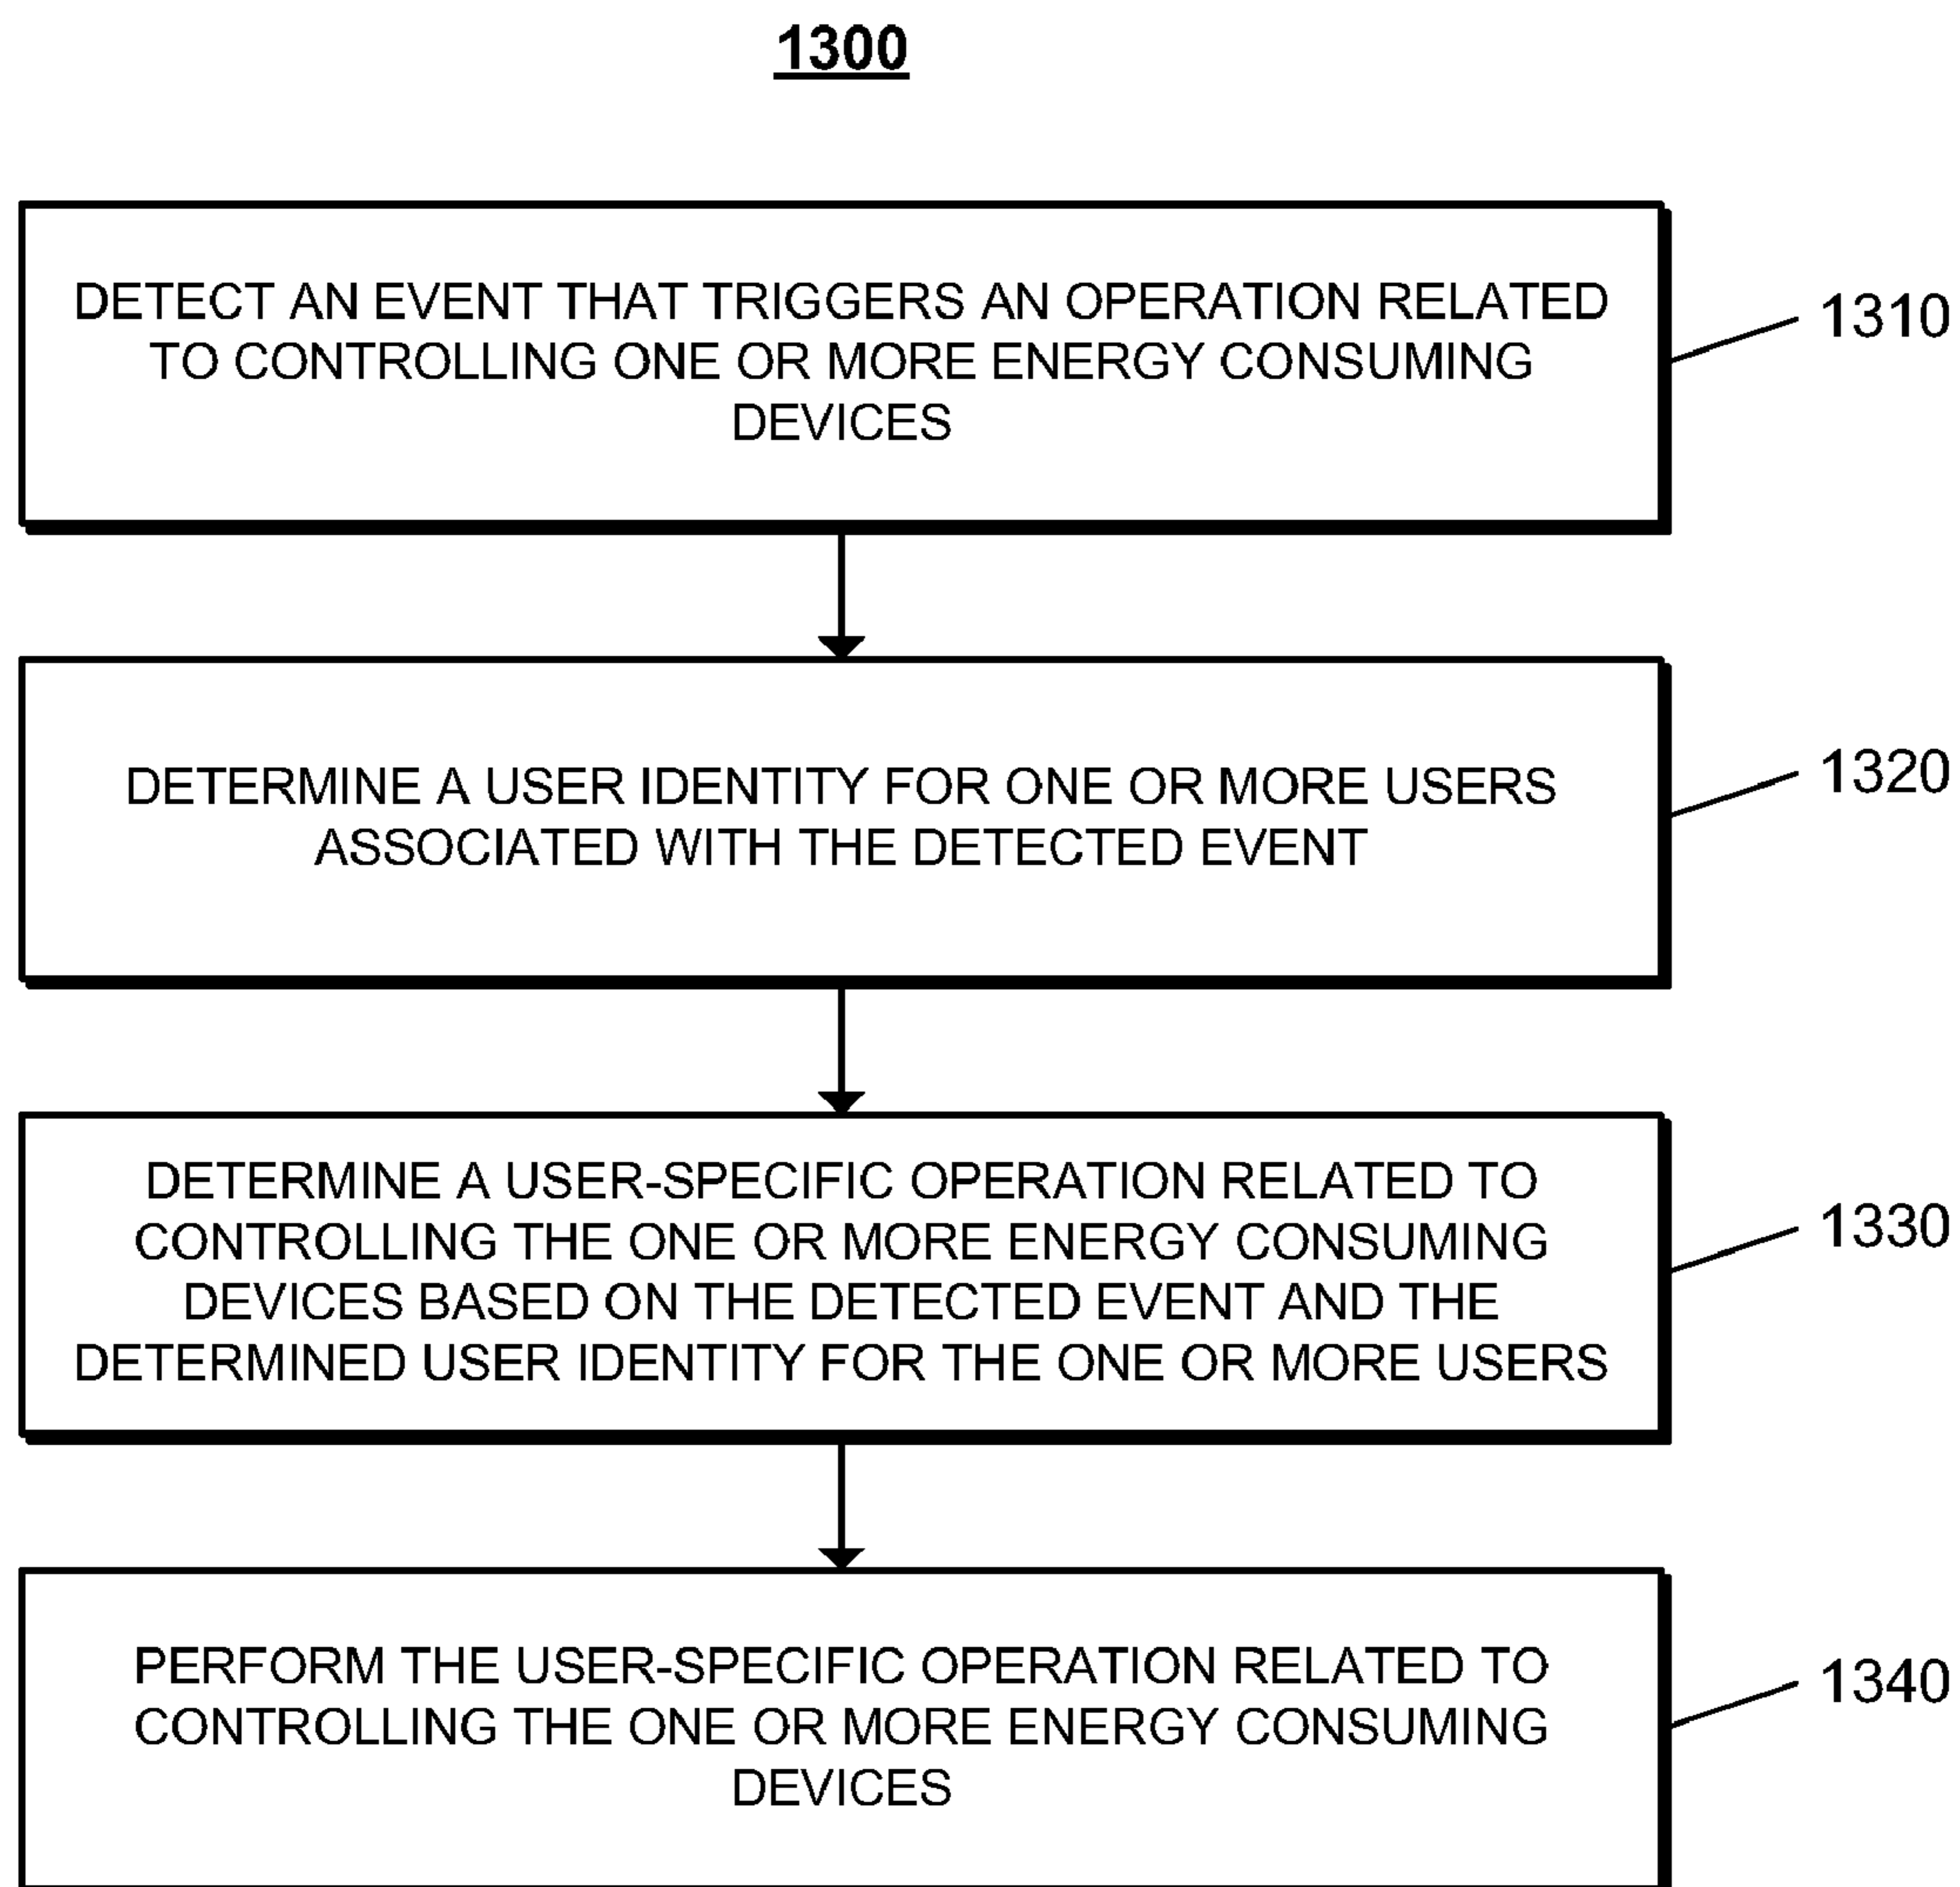 1300
DETECT AN EVENT THAT TRIGGERS AN OPERATION RELATED
TO CONTROLLING ONE OR MORE ENERGY CONSUMING
DEVICES
1310
DETERMINE A USER IDENTITY FOR ONE OR MORE USERS
ASSOCIATED WITH THE DETECTED EVENT
1320
DETERMINE A USER-SPECIFIC OPERATION RELATED TO
CONTROLLING THE ONE OR MORE ENERGY CONSUMING
DEVICES BASED ON THE DETECTED EVENT AND THE
DETERMINED USER IDENTITY FOR THE ONE OR MORE USERS
1330
PERFORM THE USER-SPECIFIC OPERATION RELATED TO
CONTROLLING THE ONE OR MORE ENERGY CONSUMING
DEVICES
1340